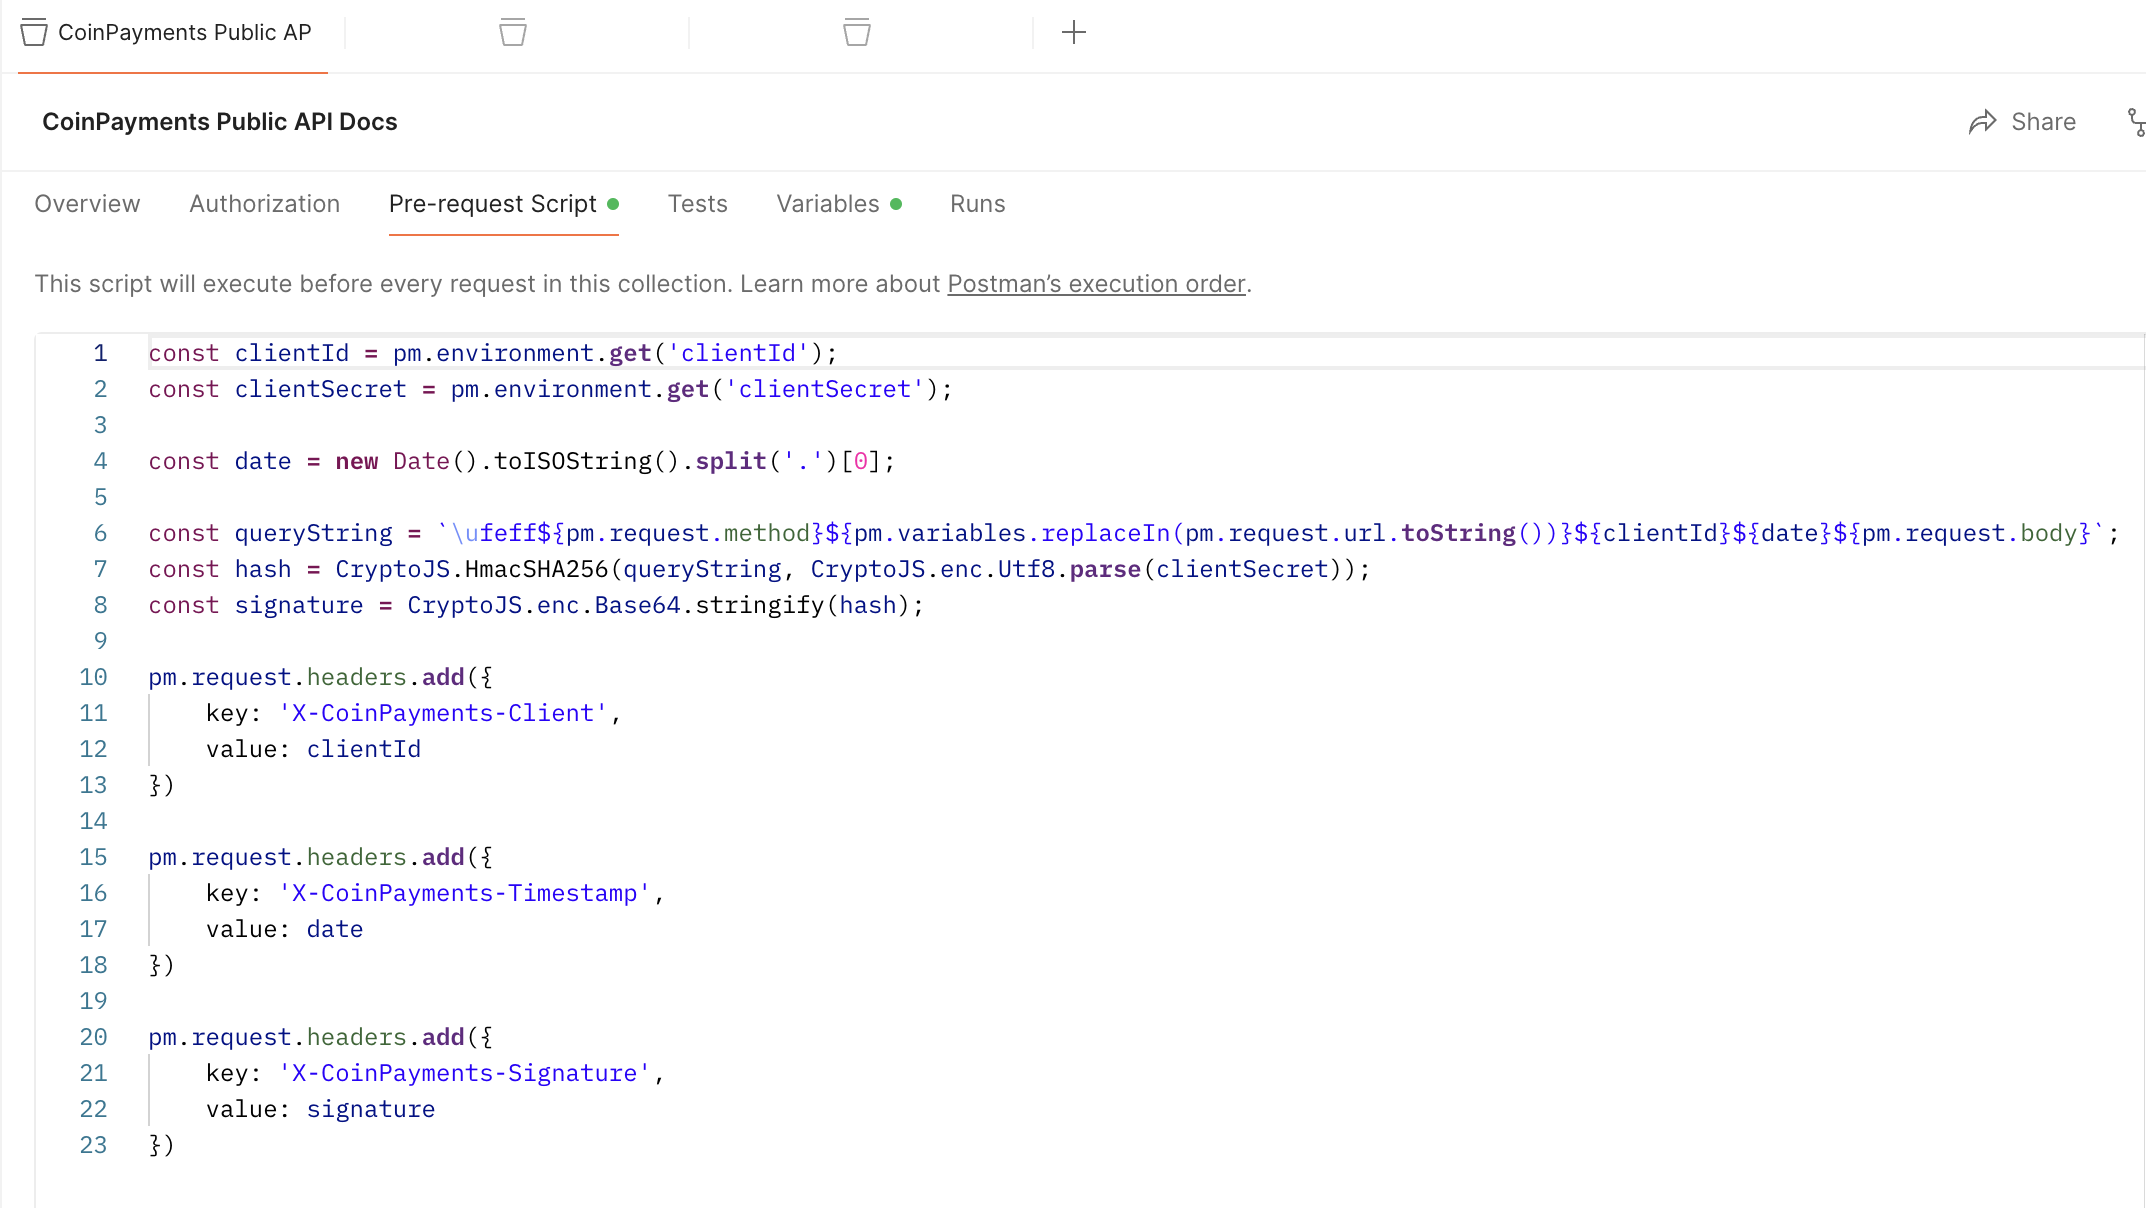 CoinPayments Public AP
CoinPayments Public API Docs
Share
Overview Authorization Pre-request Script Tests Variables Runs
This script will execute before every request in this collection. Learn more about Postman’s execution order.
1 const clientId = pm.environment.get('clientId');
2 const clientSecret = pm.environment.get('clientSecret');
3
4 const date = new Date().toISOString().split('.')[0];
5
6 const queryString = `\ufeff${pm.request.method}${pm.variables.replaceIn(pm.request.url.toString())}${clientId}${date}${pm.request.body}`;
7 const hash = CryptoJS.HmacSHA256(queryString, CryptoJS.enc.Utf8.parse(clientSecret));
8 const signature = CryptoJS.enc.Base64.stringify(hash);
9
10 pm.request.headers.add({
11     key: 'X-CoinPayments-Client',
12     value: clientId
13 })
14
15 pm.request.headers.add({
16     key: 'X-CoinPayments-Timestamp',
17     value: date
18 })
19
20 pm.request.headers.add({
21     key: 'X-CoinPayments-Signature',
22     value: signature
23 })